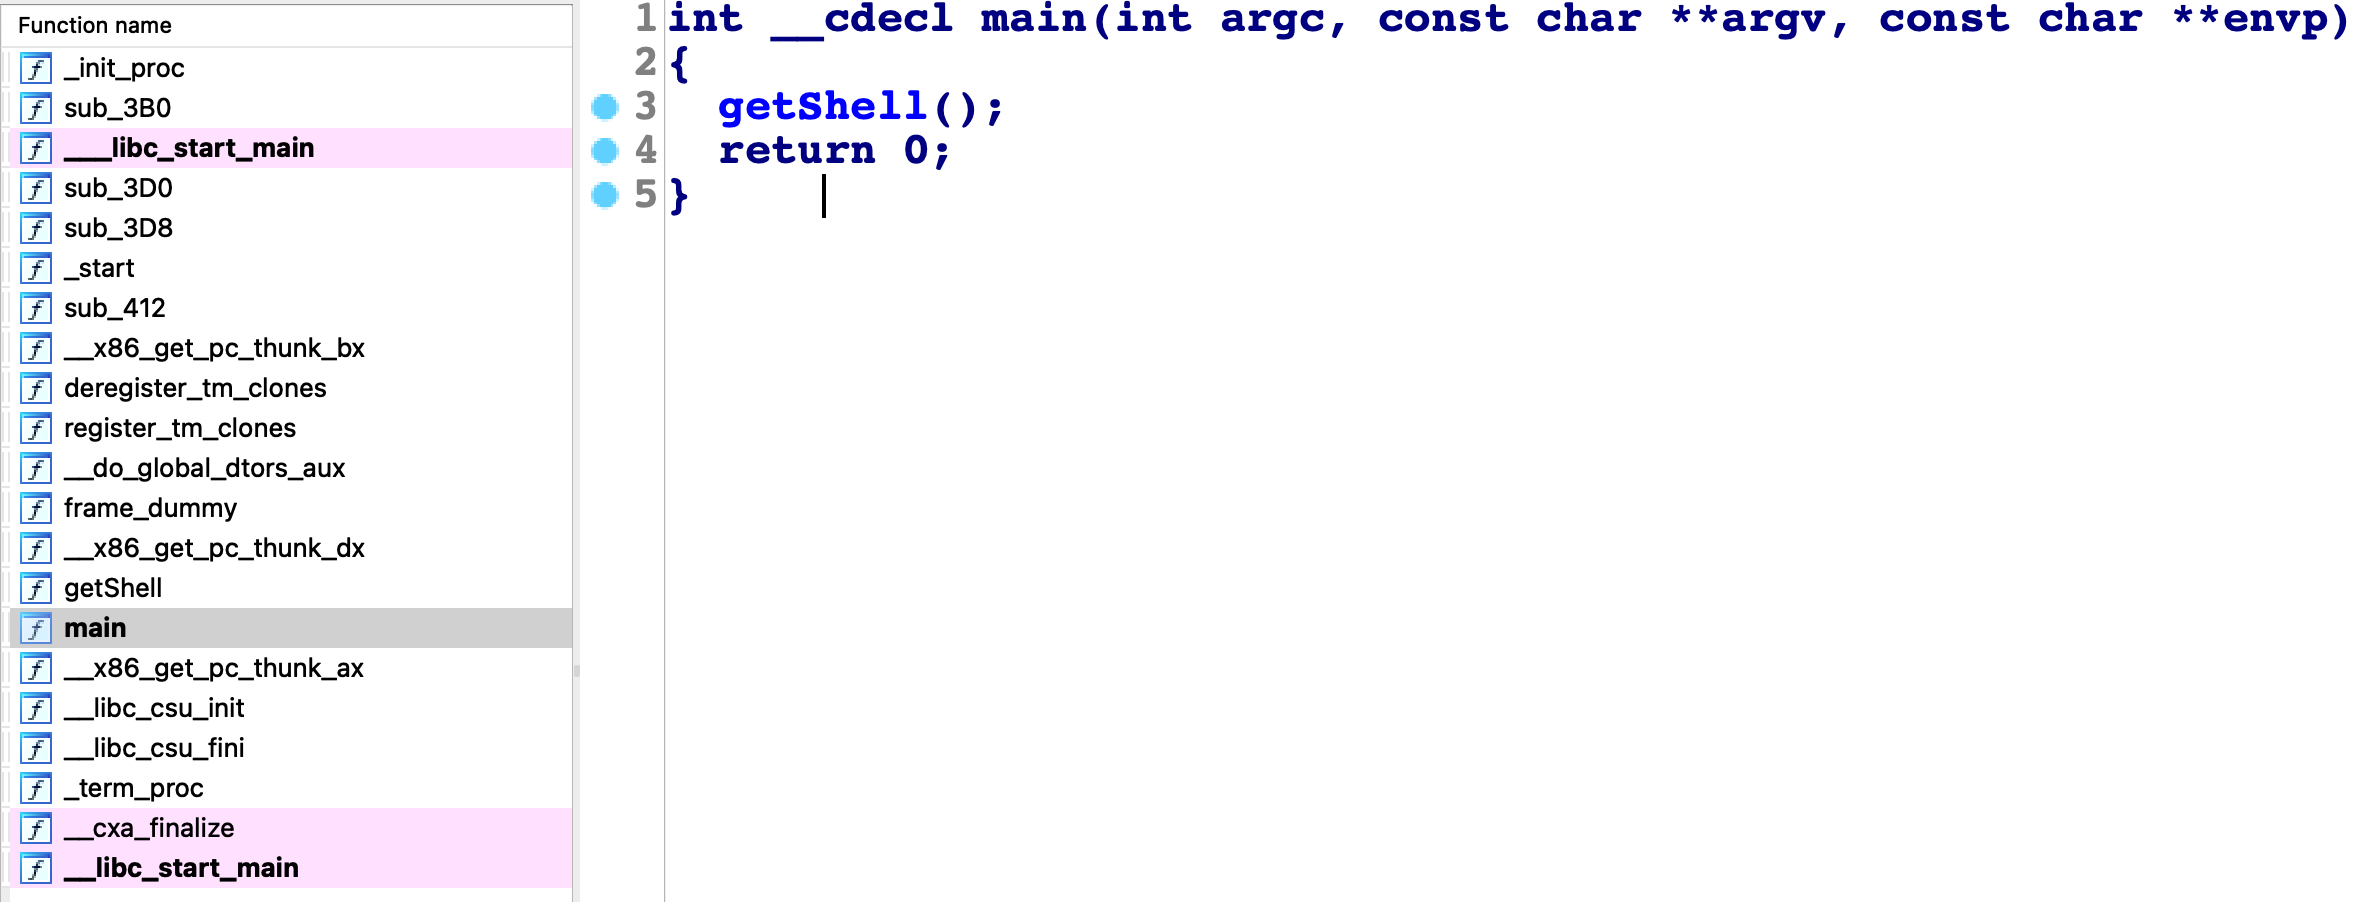 Function name
_init_proc
sub_3B0
___libc_start_main
sub_3D0
sub_3D8
_start
sub_412
__x86_get_pc_thunk_bx
deregister_tm_clones
register_tm_clones
__do_global_dtors_aux
frame_dummy
__x86_get_pc_thunk_dx
getShell
main
__x86_get_pc_thunk_ax
__libc_csu_init
__libc_csu_fini
_term_proc
__cxa_finalize
__libc_start_main
1 int __cdecl main(int argc, const char **argv, const char **envp)
2 {
3   getShell();
4   return 0;
5 }